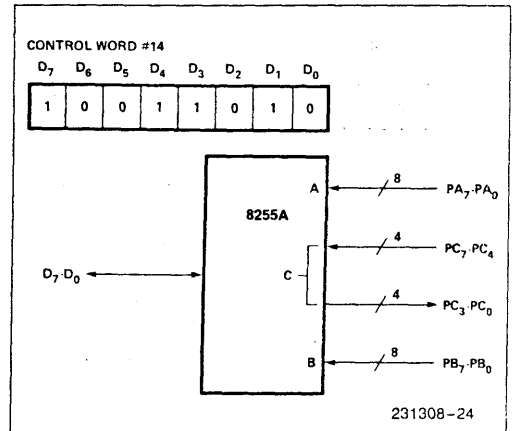 CONTROL WORD #14
D7 D6 D5 D4 D3 D2 D1 D0
1 0 0 1 1 0 1 0
8255A
A 8 PA7-PA0
4 PC7-PC4
D7-D0 C
4 PC3-PC0
B 8 PB7-PB0
231308-24